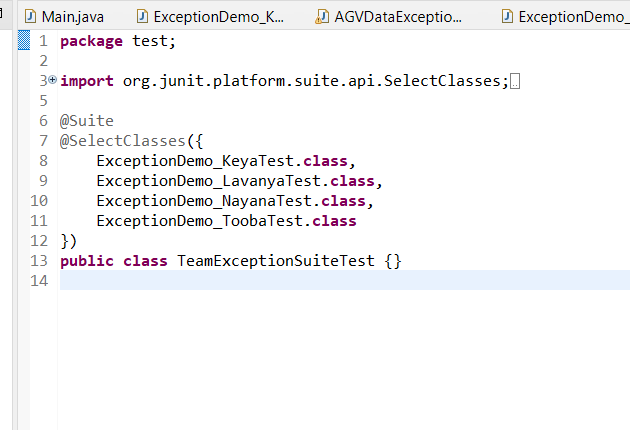 Main.java ExceptionDemo_K... AGVDataExceptio... ExceptionDemo_
1 package test;
2
3 import org.junit.platform.suite.api.SelectClasses;
5
6 @Suite
7 @SelectClasses({
8 ExceptionDemo_KeyaTest.class,
9 ExceptionDemo_LavanyaTest.class,
10 ExceptionDemo_NayanaTest.class,
11 ExceptionDemo_ToobaTest.class
12 })
13 public class TeamExceptionSuiteTest {}
14